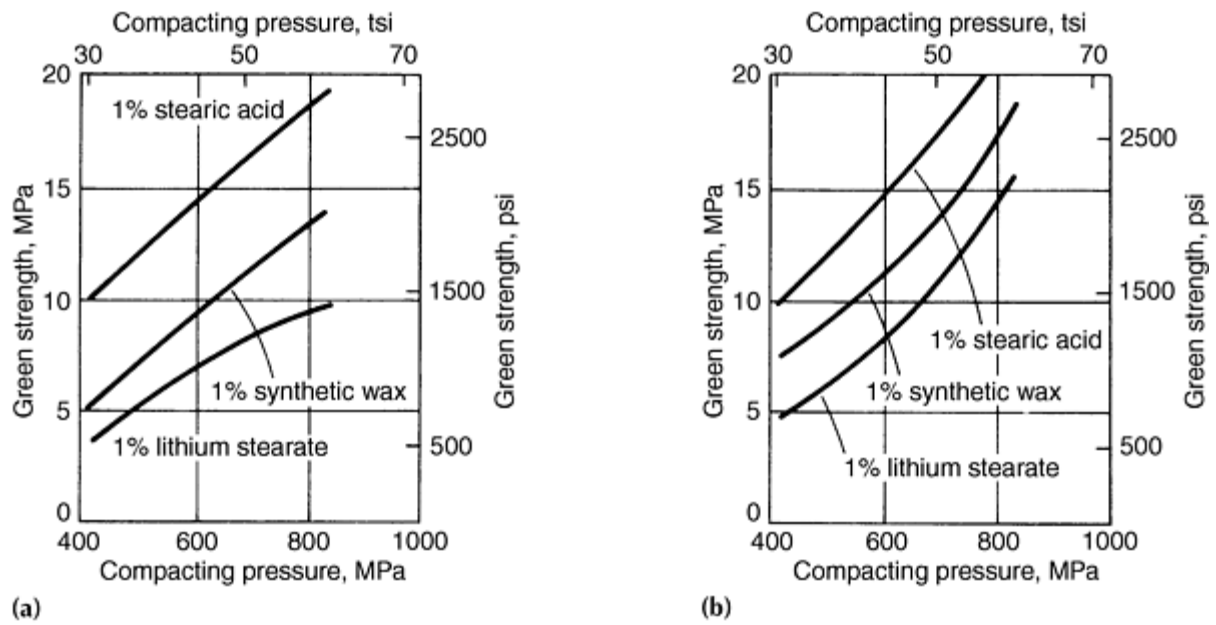 Compacting pressure, tsi
30 50 70
20
15
10
5
0
Green strength, MPa
1% stearic acid
1% synthetic wax
1% lithium stearate
2500
1500
500
Green strength, psi
400 600 800 1000
Compacting pressure, MPa
(a)
Compacting pressure, tsi
30 50 70
20
15
10
5
0
Green strength, MPa
1% stearic acid
1% synthetic wax
1% lithium stearate
2500
1500
500
Green strength, psi
400 600 800 1000
Compacting pressure, MPa
(b)